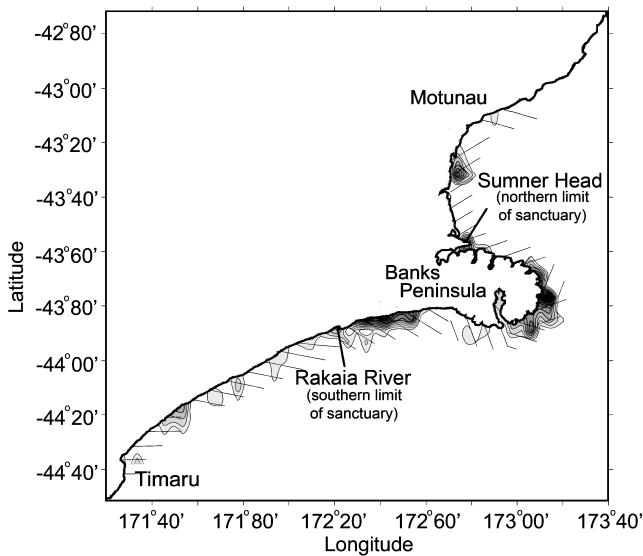 -42°80’
-43°00’
-43°20’
-43°40’
-43°60’
-43°80’
-44°00’
-44°20’
-44°40’
Latitude
Motunau
Sumner Head
(northern limit
of sanctuary)
Banks
Peninsula
Rakaia River
(southern limit
of sanctuary)
Timaru
171°40’ 171°80’ 172°20’ 172°60’ 173°00’ 173°40’
Longitude